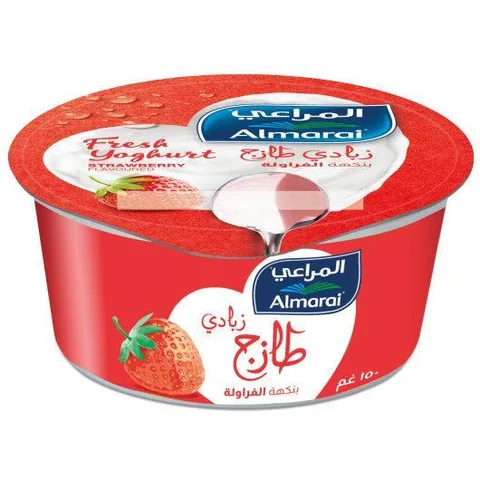 المراعي
Almarai
Fresh
Yoghurt
STRAWBERRY
FLAVOURED
زبادي طازج
بنكهة الفراولة
المراعي
Almarai
زبادي
طازج
بنكهة الفراولة
١٥٠ غم